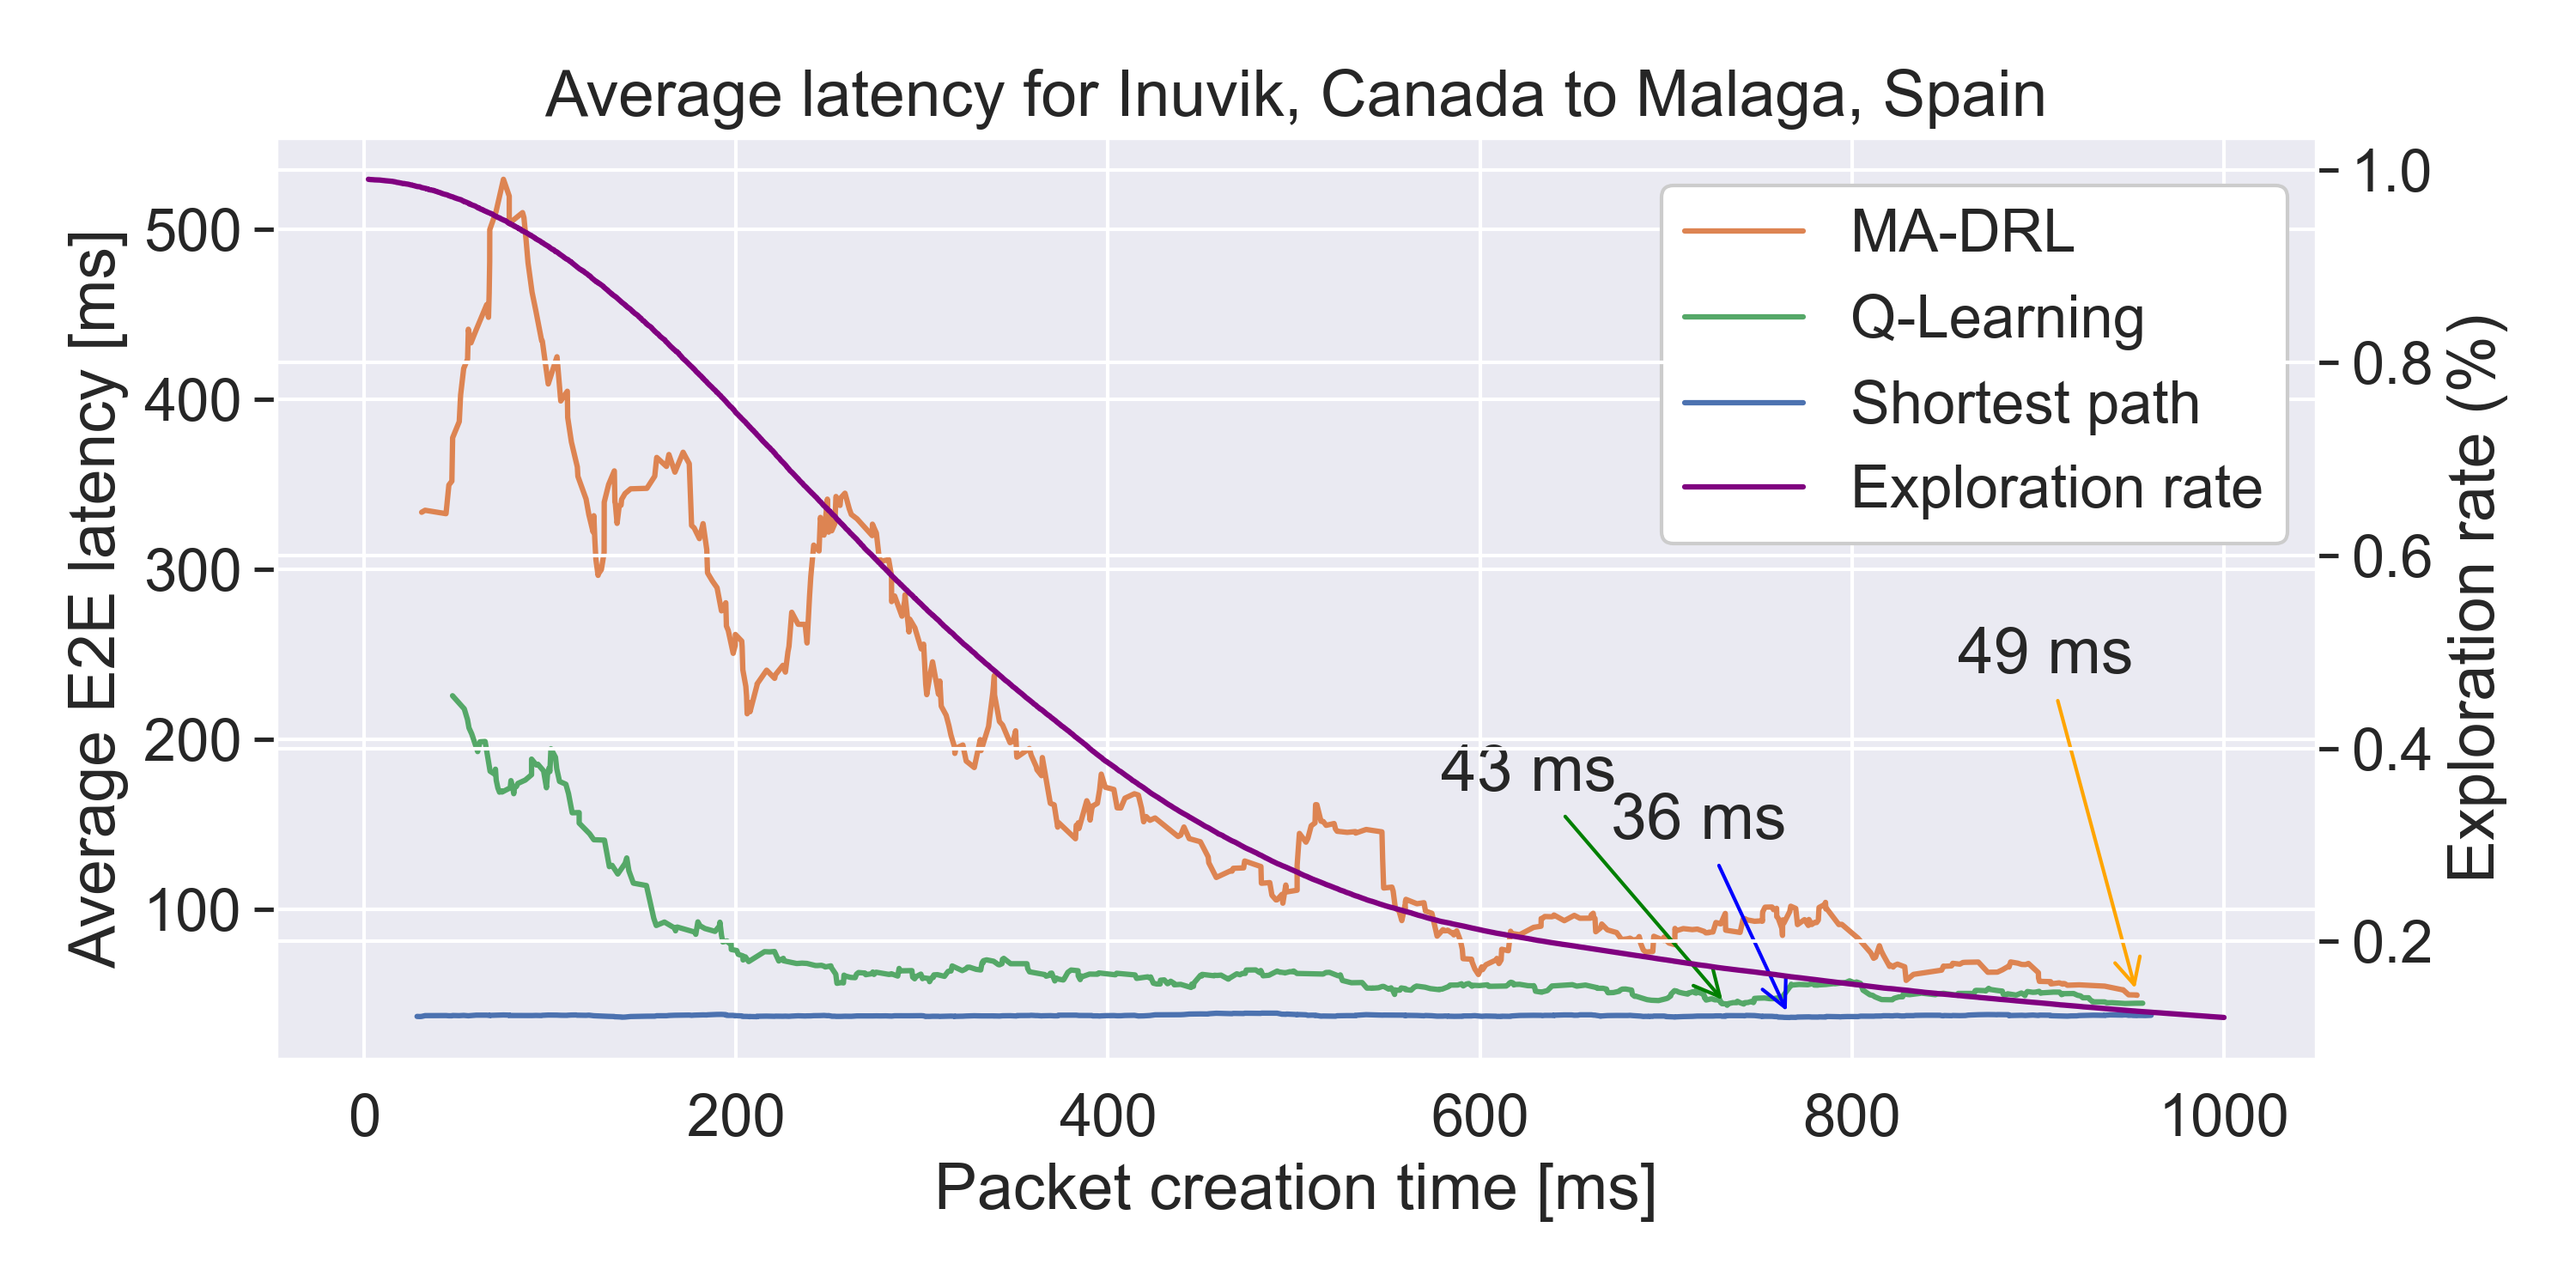 Average latency for Inuvik, Canada to Malaga, Spain
Average E2E latency [ms]
500
400
300
200
100
1.0
0.8
0.6
0.4
0.2
Exploration rate (%)
MA-DRL
Q-Learning
Shortest path
Exploration rate
49 ms
43 ms
36 ms
0
200
400
600
800
1000
Packet creation time [ms]